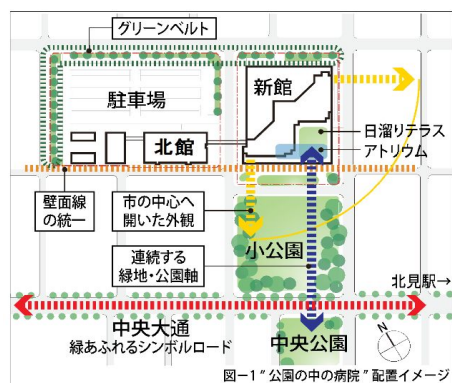 グリーンベルト
駐車場
新館
北館
日溜りテラス
アトリウム
壁面線
の統一
市の中心へ
開いた外観
小公園
連続する
緑地・公園軸
北見駅→
中央大通
緑あふれるシンボルロード
中央公園
N
図−1 “公園の中の病院” 配置イメージ